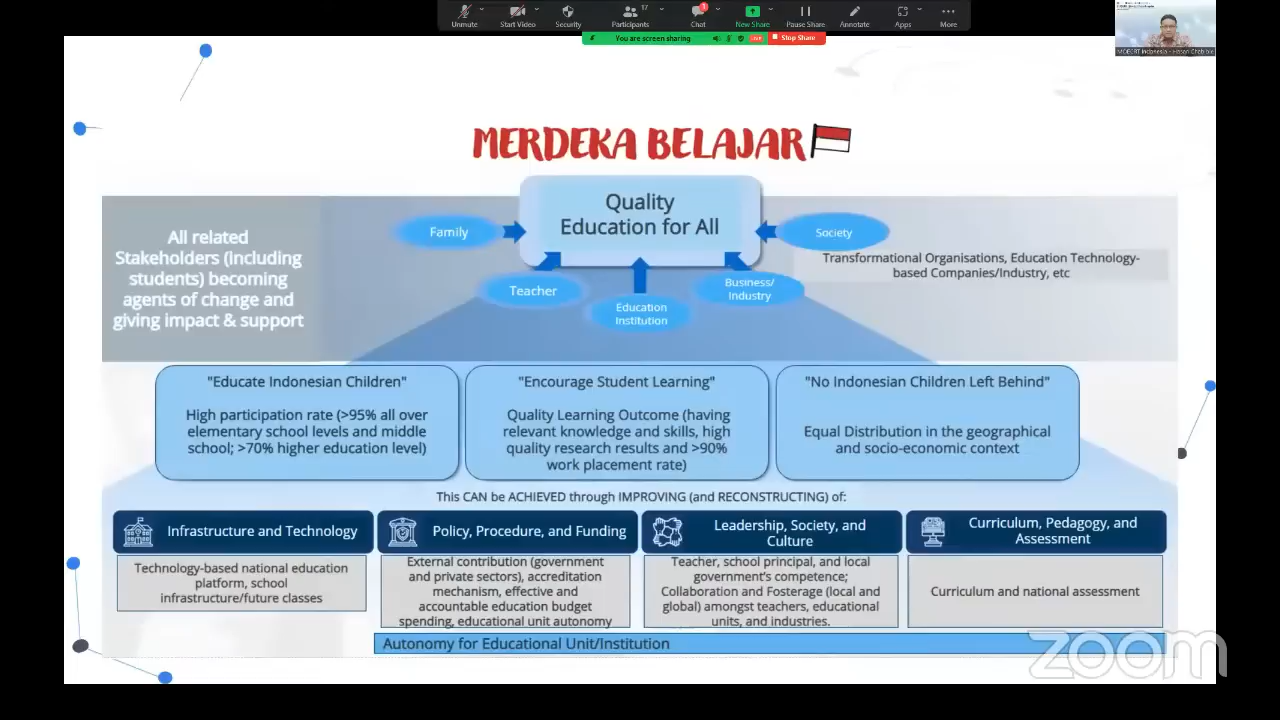 Unmute
Start Video
Security
Participants
17
Chat
1
New Share
Pause Share
Annotate
Apps
More
You are screen sharing
LIVE
Stop Share
MERDEKA BELAJAR
Quality
Education for All
Family
Society
Teacher
Education
Institution
Business/
Industry
Transformational Organisations, Education Technology-
based Companies/Industry, etc
All related
Stakeholders (including
students) becoming
agents of change and
giving impact & support
"Educate Indonesian Children"
High participation rate (>95% all over
elementary school levels and middle
school; >70% higher education level)
"Encourage Student Learning"
Quality Learning Outcome (having
relevant knowledge and skills, high
quality research results and >90%
work placement rate)
"No Indonesian Children Left Behind"
Equal Distribution in the geographical
and socio-economic context
This CAN be ACHIEVED through IMPROVING (and RECONSTRUCTING) of:
Infrastructure and Technology
Technology-based national education
platform, school
infrastructure/future classes
Policy, Procedure, and Funding
External contribution (government
and private sectors), accreditation
mechanism, effective and
accountable education budget
spending, educational unit autonomy
Leadership, Society, and
Culture
Teacher, school principal, and local
government's competence;
Collaboration and Fosterage (local and
global) amongst teachers, educational
units, and industries.
Curriculum, Pedagogy, and
Assessment
Curriculum and national assessment
Autonomy for Educational Unit/Institution
zoom